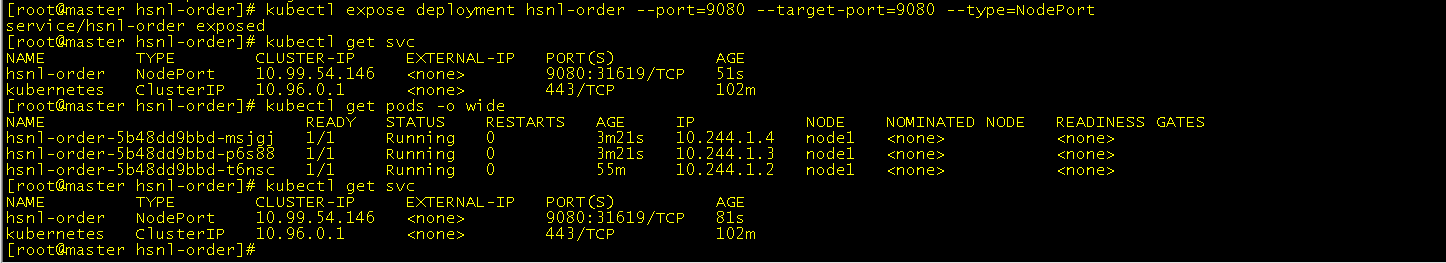 [root@master hsnl-order]# kubectl expose deployment hsnl-order --port=9080 --target-port=9080 --type=NodePort
service/hsnl-order exposed
[root@master hsnl-order]# kubectl get svc
NAME         TYPE        CLUSTER-IP     EXTERNAL-IP   PORT(S)          AGE
hsnl-order   NodePort    10.99.54.146   <none>        9080:31619/TCP   51s
kubernetes   ClusterIP   10.96.0.1      <none>        443/TCP          102m
[root@master hsnl-order]# kubectl get pods -o wide
NAME                          READY   STATUS    RESTARTS   AGE     IP           NODE    NOMINATED NODE   READINESS GATES
hsnl-order-5b48dd9bbd-msjgj   1/1     Running   0          3m21s   10.244.1.4   node1   <none>           <none>
hsnl-order-5b48dd9bbd-p6s88   1/1     Running   0          3m21s   10.244.1.3   node1   <none>           <none>
hsnl-order-5b48dd9bbd-t6nsc   1/1     Running   0          55m     10.244.1.2   node1   <none>           <none>
[root@master hsnl-order]# kubectl get svc
NAME         TYPE        CLUSTER-IP     EXTERNAL-IP   PORT(S)          AGE
hsnl-order   NodePort    10.99.54.146   <none>        9080:31619/TCP   81s
kubernetes   ClusterIP   10.96.0.1      <none>        443/TCP          102m
[root@master hsnl-order]#